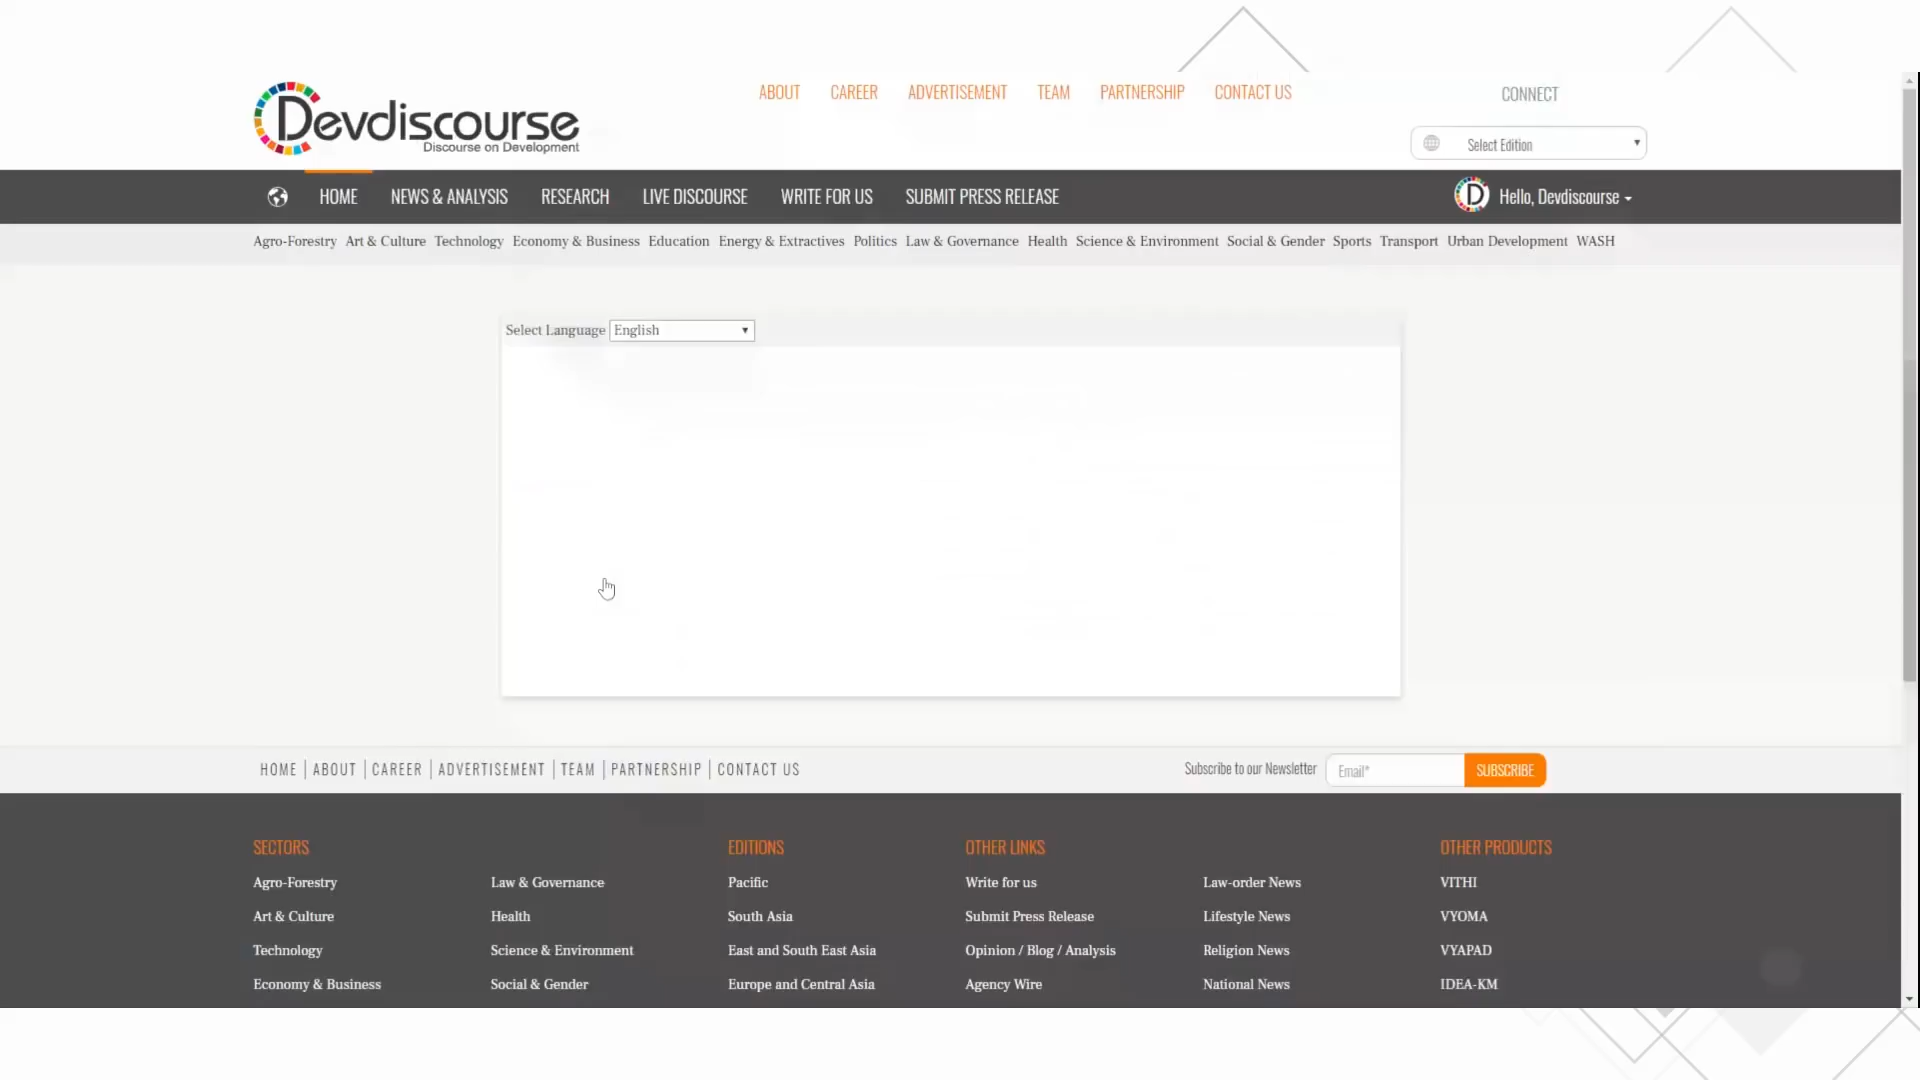 Devdiscourse
Discourse on Development
ABOUT CAREER ADVERTISEMENT TEAM PARTNERSHIP CONTACT US
CONNECT
Select Edition
HOME NEWS & ANALYSIS RESEARCH LIVE DISCOURSE WRITE FOR US SUBMIT PRESS RELEASE
D Hello, Devdiscourse
Agro-Forestry Art & Culture Technology Economy & Business Education Energy & Extractives Politics Law & Governance Health Science & Environment Social & Gender Sports Transport Urban Development WASH
Select Language English
HOME | ABOUT | CAREER | ADVERTISEMENT | TEAM | PARTNERSHIP | CONTACT US
Subscribe to our Newsletter Email* SUBSCRIBE
SECTORS EDITIONS OTHER LINKS OTHER PRODUCTS
Agro-Forestry Law & Governance Pacific Write for us Law-order News VITHI
Art & Culture Health South Asia Submit Press Release Lifestyle News VYOMA
Technology Science & Environment East and South East Asia Opinion / Blog / Analysis Religion News VYAPAD
Economy & Business Social & Gender Europe and Central Asia Agency Wire National News IDEA-KM